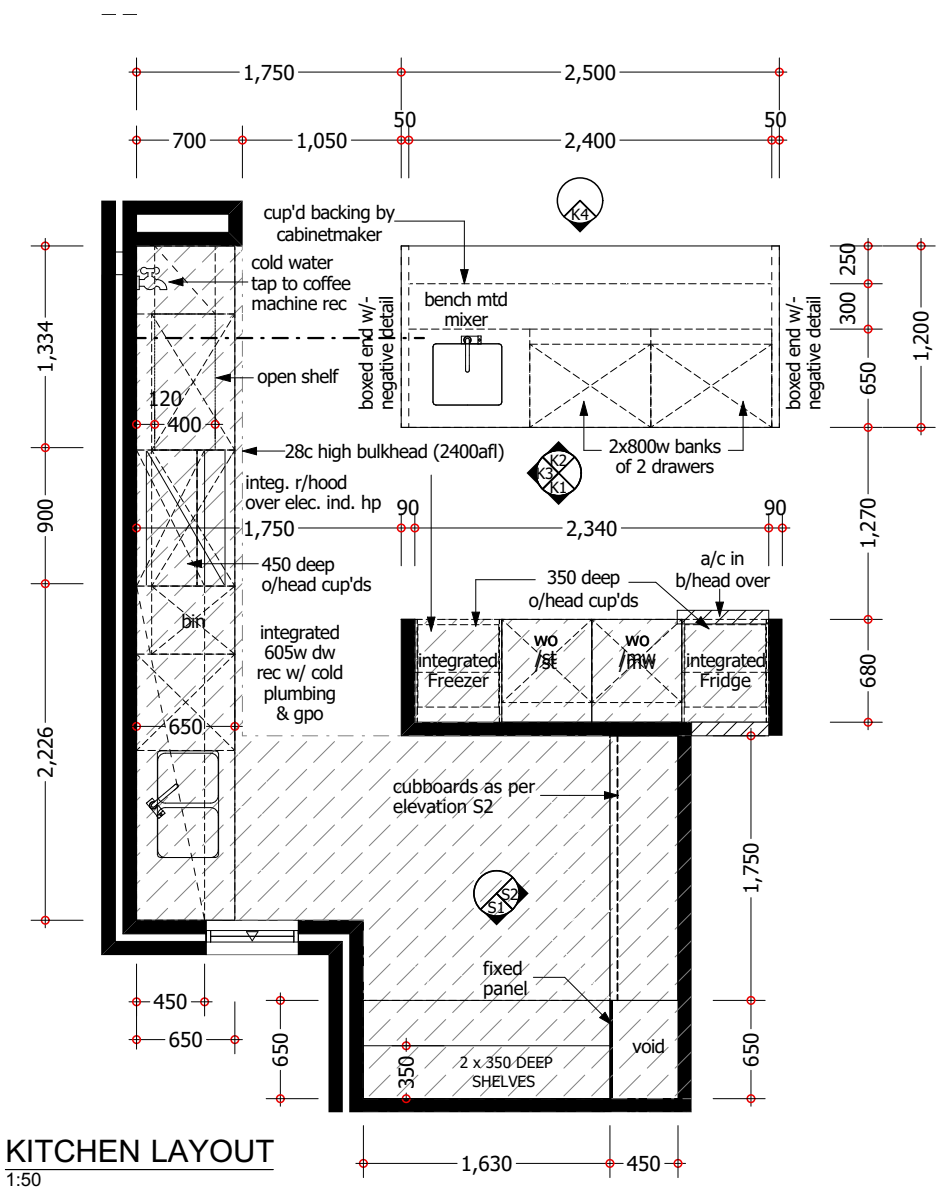 1,750
2,500
50
50
700
1,050
2,400
K4
cup'd backing by
cabinetmaker
cold water
tap to coffee
machine rec
bench mtd
mixer
boxed end w/-
negative detail
boxed end w/-
negative detail
250
300
650
1,200
1,334
open shelf
120
400
28c high bulkhead (2400afl)
2x800w banks
of 2 drawers
K2
K3
K1
integ. r/hood
over elec. ind. hp
900
1,750
90
2,340
90
1,270
450 deep
o/head cup'ds
350 deep
o/head cup'ds
a/c in
b/head over
bin
integrated
605w dw
rec w/ cold
plumbing
& gpo
integrated
Freezer
wo
/st
wo
/mw
integrated
Fridge
680
650
2,226
cubboards as per
elevation S2
1,750
S2
S1
fixed
panel
450
650
650
350
2 x 350 DEEP
SHELVES
void
650
KITCHEN LAYOUT
1:50
1,630
450